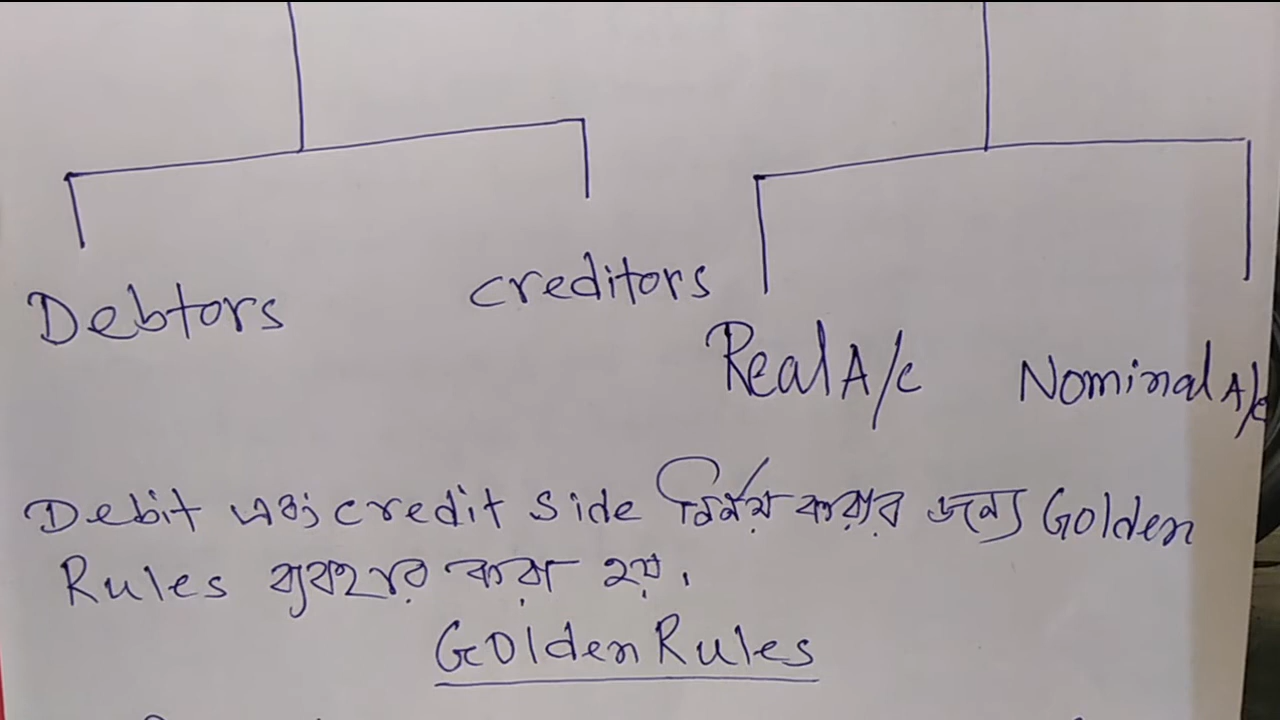 Debtors creditors
Real A/c Nominal A/c
Debit এবং credit side নির্ণয় করার জন্য Golden
Rules ব্যবহার করা হয়।
Golden Rules